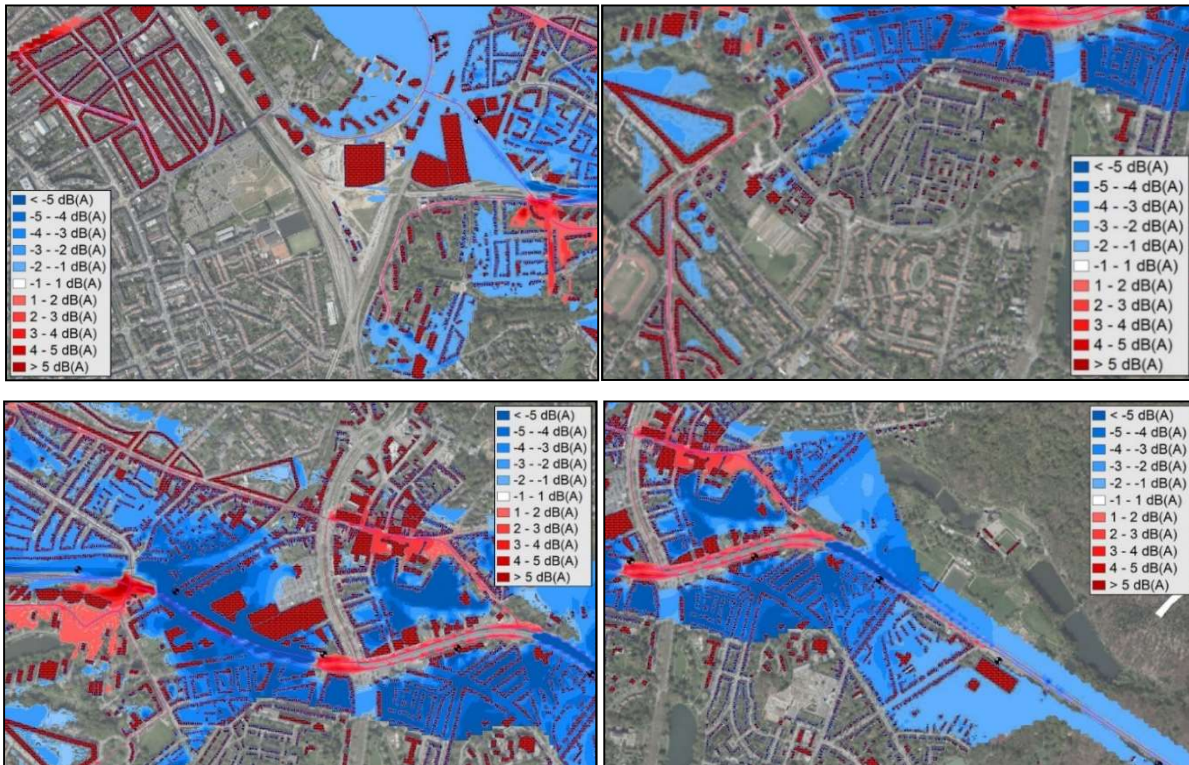 < -5 dB(A)
-5 - -4 dB(A)
-4 - -3 dB(A)
-3 - -2 dB(A)
-2 - -1 dB(A)
-1 - 1 dB(A)
1 - 2 dB(A)
2 - 3 dB(A)
3 - 4 dB(A)
4 - 5 dB(A)
> 5 dB(A)
< -5 dB(A)
-5 - -4 dB(A)
-4 - -3 dB(A)
-3 - -2 dB(A)
-2 - -1 dB(A)
-1 - 1 dB(A)
1 - 2 dB(A)
2 - 3 dB(A)
3 - 4 dB(A)
4 - 5 dB(A)
> 5 dB(A)
< -5 dB(A)
-5 - -4 dB(A)
-4 - -3 dB(A)
-3 - -2 dB(A)
-2 - -1 dB(A)
-1 - 1 dB(A)
1 - 2 dB(A)
2 - 3 dB(A)
3 - 4 dB(A)
4 - 5 dB(A)
> 5 dB(A)
< -5 dB(A)
-5 - -4 dB(A)
-4 - -3 dB(A)
-3 - -2 dB(A)
-2 - -1 dB(A)
-1 - 1 dB(A)
1 - 2 dB(A)
2 - 3 dB(A)
3 - 4 dB(A)
4 - 5 dB(A)
> 5 dB(A)